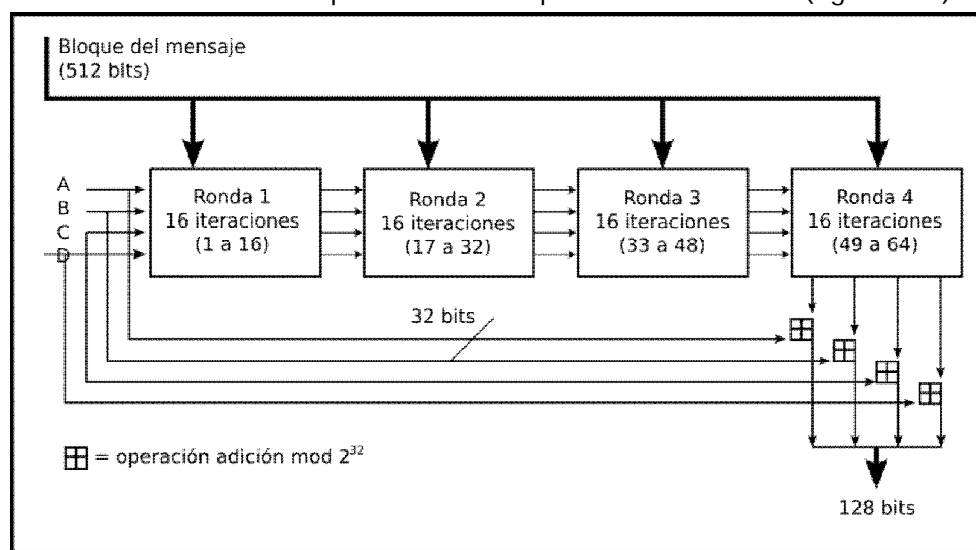 Bloque del mensaje
(512 bits)
A
B
C
D
Ronda 1
16 iteraciones
(1 a 16)
Ronda 2
16 iteraciones
(17 a 32)
Ronda 3
16 iteraciones
(33 a 48)
Ronda 4
16 iteraciones
(49 a 64)
32 bits
= operación adición mod 2³²
128 bits